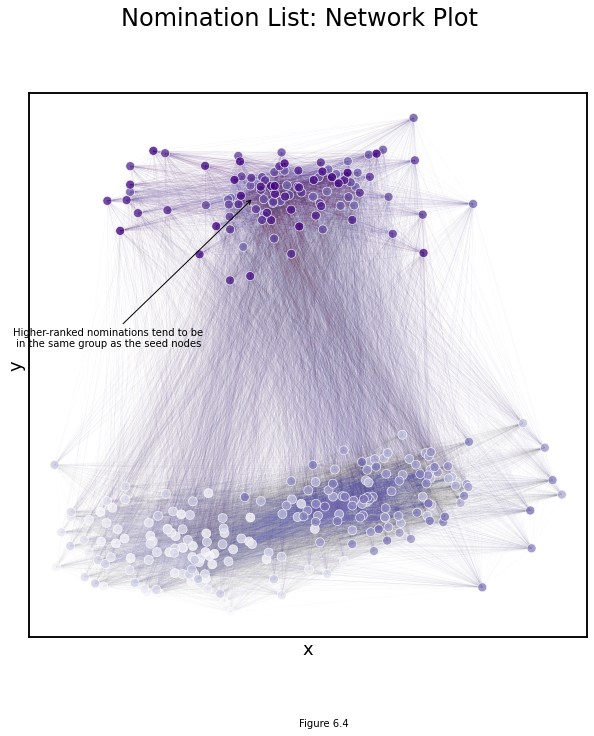 Nomination List: Network Plot
Higher-ranked nominations tend to be
in the same group as the seed nodes
y
x
Figure 6.4